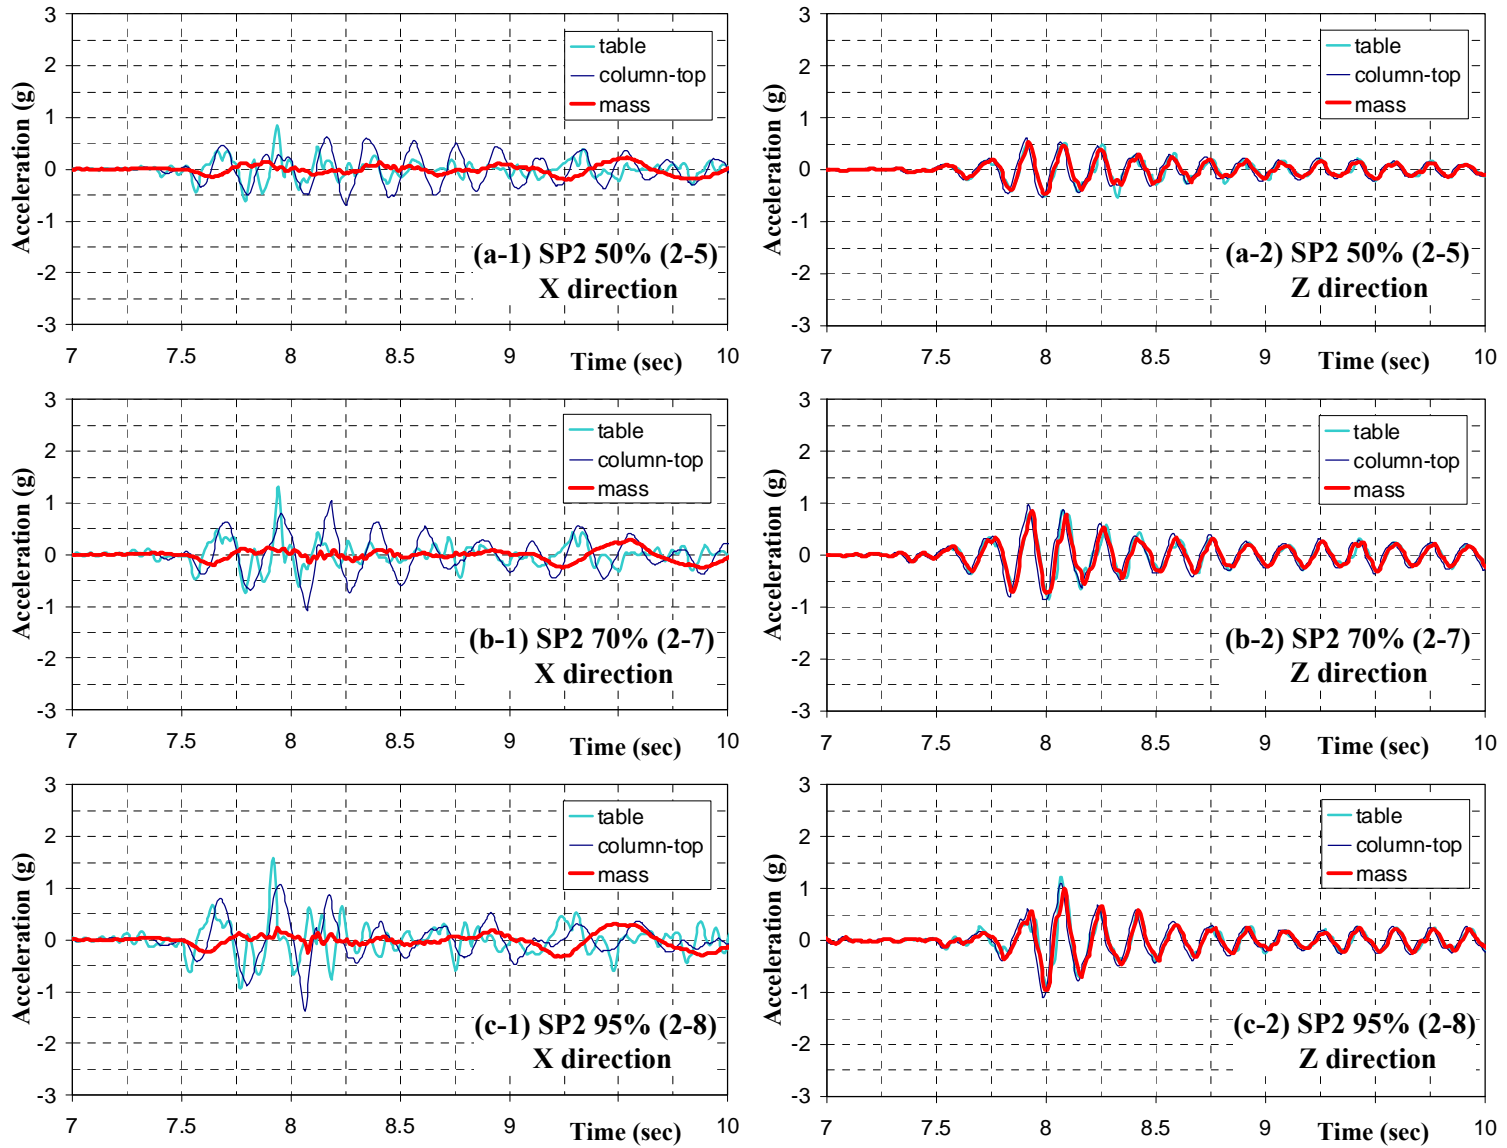 3
2
1
0
-1
-2
-3
Acceleration (g)
table
column-top
mass
(a-1) SP2 50% (2-5)
X direction
7
7.5
8
8.5
9
Time (sec)
10
3
2
1
0
-1
-2
-3
Acceleration (g)
table
column-top
mass
(a-2) SP2 50% (2-5)
Z direction
7
7.5
8
8.5
9
Time (sec)
10
3
2
1
0
-1
-2
-3
Acceleration (g)
table
column-top
mass
(b-1) SP2 70% (2-7)
X direction
7
7.5
8
8.5
9
Time (sec)
10
3
2
1
0
-1
-2
-3
Acceleration (g)
table
column-top
mass
(b-2) SP2 70% (2-7)
Z direction
7
7.5
8
8.5
9
Time (sec)
10
3
2
1
0
-1
-2
-3
Acceleration (g)
table
column-top
mass
(c-1) SP2 95% (2-8)
X direction
7
7.5
8
8.5
9
Time (sec)
10
3
2
1
0
-1
-2
-3
Acceleration (g)
table
column-top
mass
(c-2) SP2 95% (2-8)
Z direction
7
7.5
8
8.5
9
Time (sec)
10